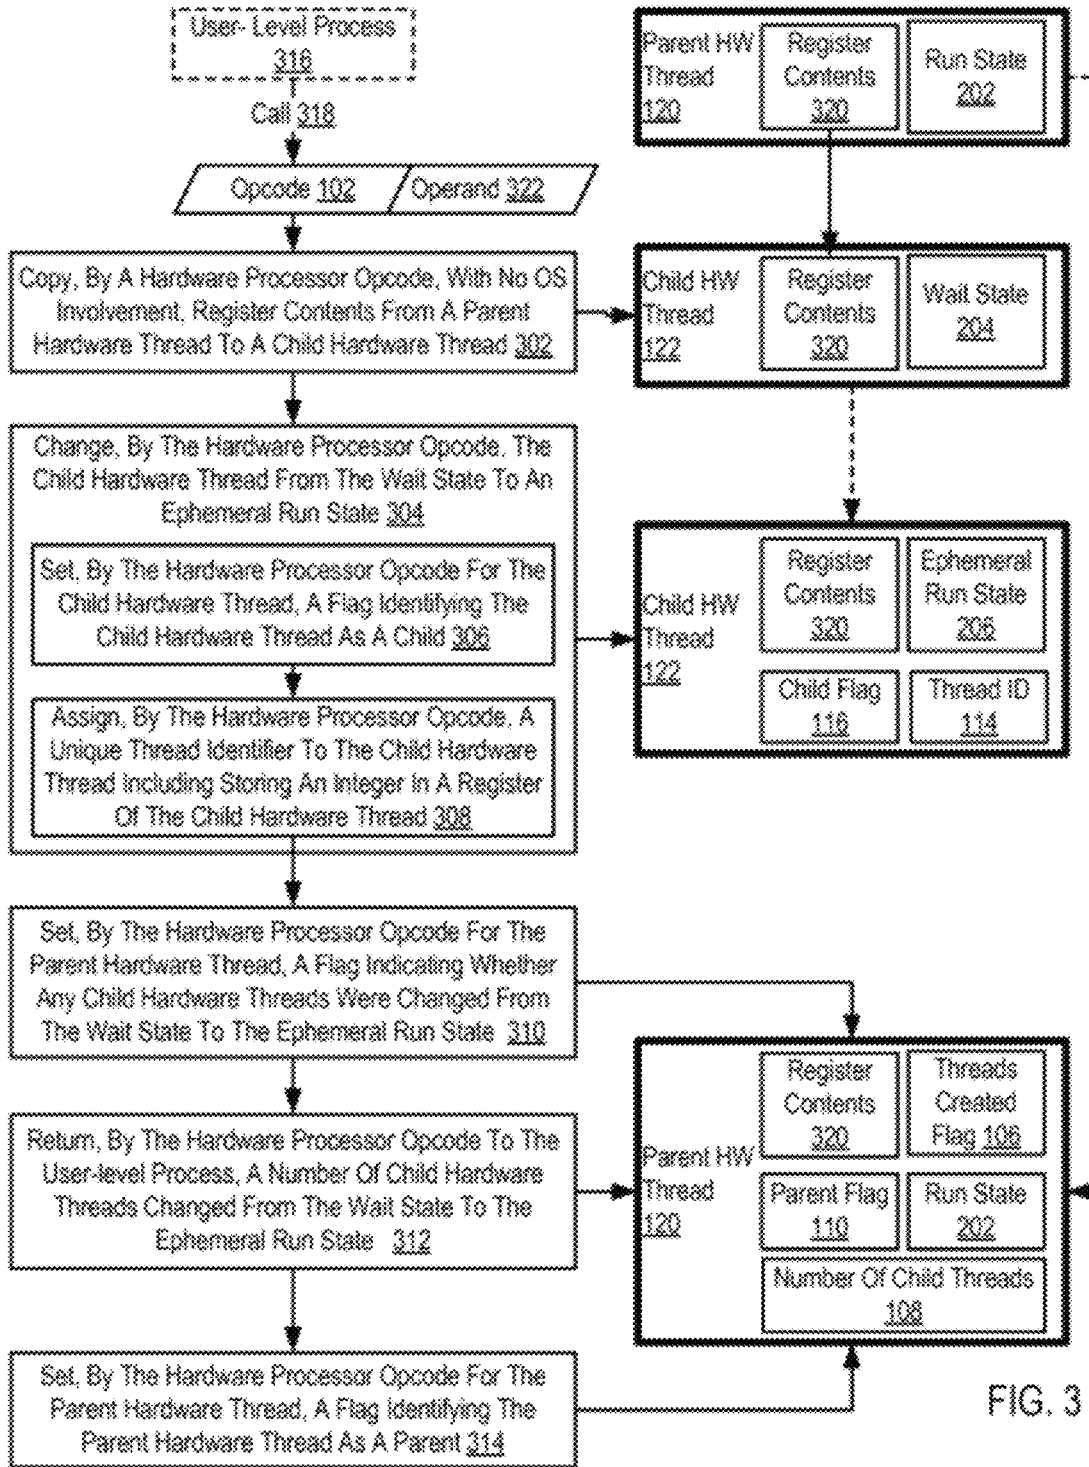 User- Level Process
316
Call 318
Opcode 102
Operand 322
Copy, By A Hardware Processor Opcode, With No OS
Involvement, Register Contents From A Parent
Hardware Thread To A Child Hardware Thread 302
Change, By The Hardware Processor Opcode, The
Child Hardware Thread From The Wait State To An
Ephemeral Run State 304
Set, By The Hardware Processor Opcode For The
Child Hardware Thread, A Flag Identifying The
Child Hardware Thread As A Child 306
Assign, By The Hardware Processor Opcode, A
Unique Thread Identifier To The Child Hardware
Thread Including Storing An Integer In A Register
Of The Child Hardware Thread 308
Set, By The Hardware Processor Opcode For The
Parent Hardware Thread, A Flag Indicating Whether
Any Child Hardware Threads Were Changed From
The Wait State To The Ephemeral Run State 310
Return, By The Hardware Processor Opcode To The
User-level Process, A Number Of Child Hardware
Threads Changed From The Wait State To The
Ephemeral Run State 312
Set, By The Hardware Processor Opcode For The
Parent Hardware Thread, A Flag Identifying The
Parent Hardware Thread As A Parent 314
Parent HW
Thread
120
Register
Contents
320
Run State
202
Child HW
Thread
122
Register
Contents
320
Wait State
204
Child HW
Thread
122
Register
Contents
320
Ephemeral
Run State
206
Child Flag
116
Thread ID
114
Parent HW
Thread
120
Register
Contents
320
Threads
Created
Flag 106
Parent Flag
110
Run State
202
Number Of Child Threads
108
FIG. 3